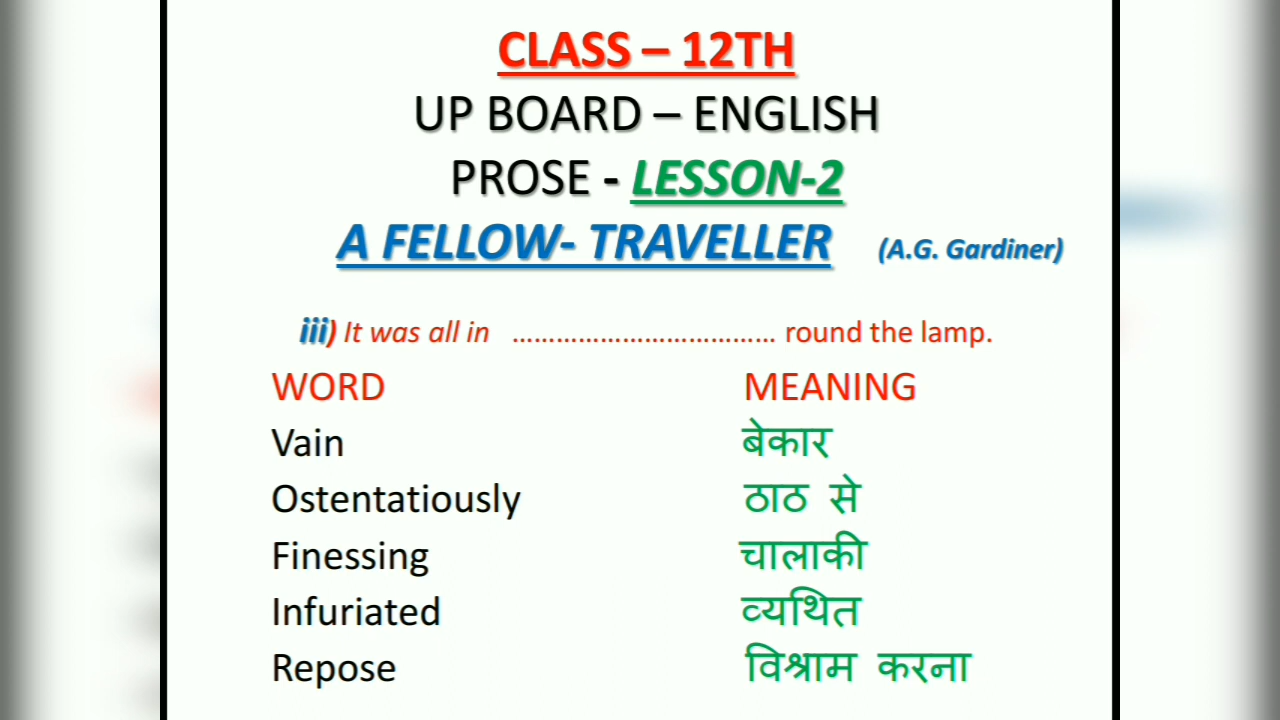 CLASS – 12TH
UP BOARD – ENGLISH
PROSE - LESSON-2
A FELLOW- TRAVELLER (A.G. Gardiner)
iii) It was all in ................................... round the lamp.
WORD MEANING
Vain बेकार
Ostentatiously ठाठ से
Finessing चालाकी
Infuriated व्यथित
Repose विश्राम करना